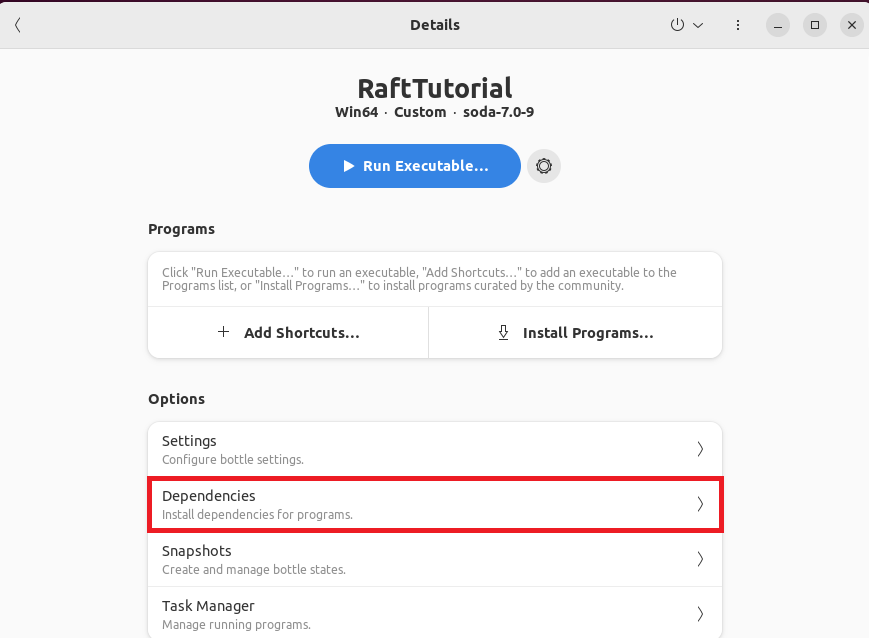 Details
RaftTutorial
Win64 · Custom · soda-7.0-9
Run Executable...
Programs
Click "Run Executable..." to run an executable, "Add Shortcuts..." to add an executable to the
Programs list, or "Install Programs..." to install programs curated by the community.
Add Shortcuts...
Install Programs...
Options
Settings
Configure bottle settings.
Dependencies
Install dependencies for programs.
Snapshots
Create and manage bottle states.
Task Manager
Manage running programs.